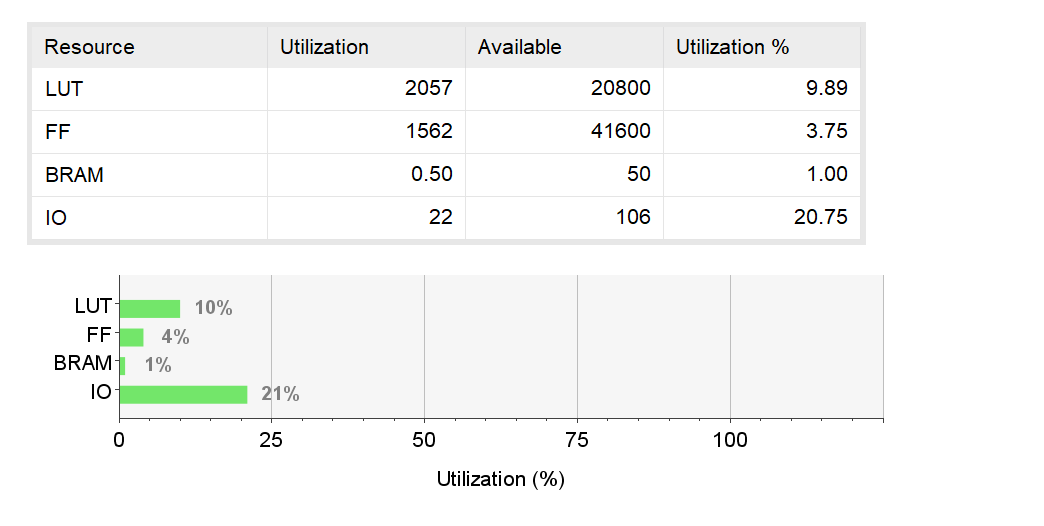 Resource Utilization Available Utilization %
LUT 2057 20800 9.89
FF 1562 41600 3.75
BRAM 0.50 50 1.00
IO 22 106 20.75
LUT 10%
FF 4%
BRAM 1%
IO 21%
0 25 50 75 100
Utilization (%)